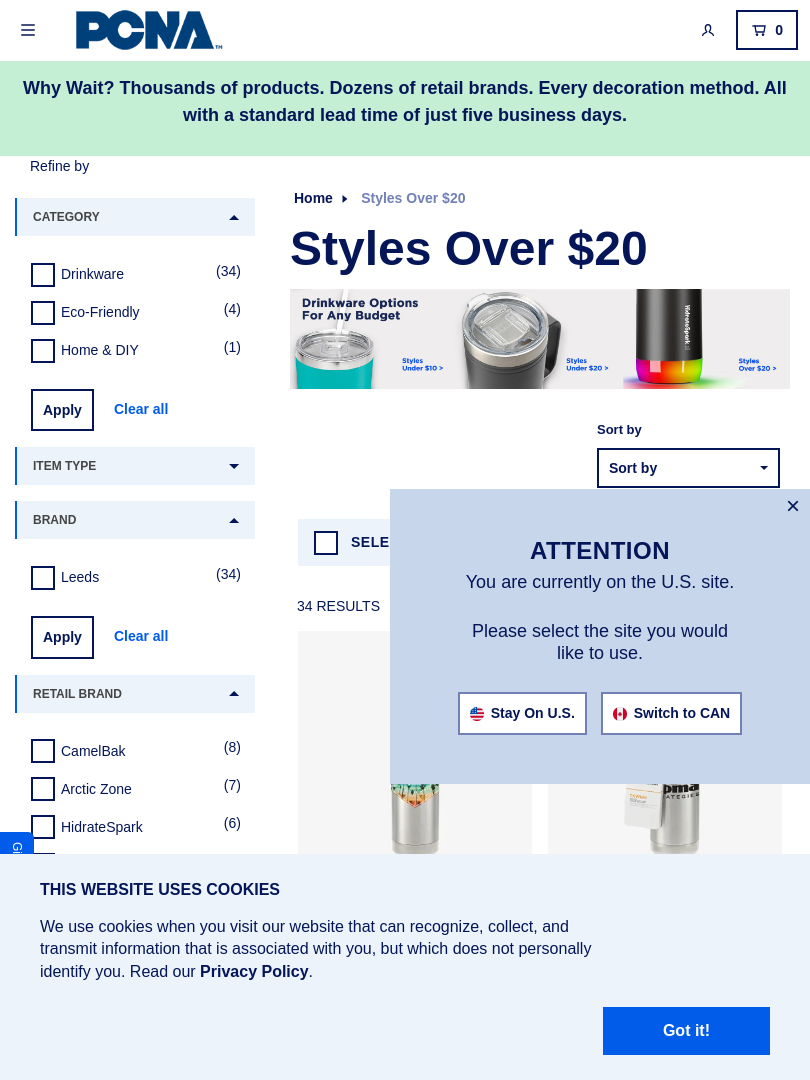 PCNA™
0
Why Wait? Thousands of products. Dozens of retail brands. Every decoration method. All
with a standard lead time of just five business days.
Refine by
CATEGORY
Drinkware (34)
Eco-Friendly (4)
Home & DIY (1)
Apply Clear all
ITEM TYPE
BRAND
Leeds (34)
Apply Clear all
RETAIL BRAND
CamelBak (8)
Arctic Zone (7)
HidrateSpark (6)
Home Styles Over $20
Styles Over $20
Drinkware Options
For Any Budget
Styles
Under $10 >
Styles
Under $20 >
HidrateSpark
Styles
Over $20 >
Sort by
Sort by
SELE
34 RESULTS
ATTENTION
You are currently on the U.S. site.
Please select the site you would
like to use.
Stay On U.S. Switch to CAN
THIS WEBSITE USES COOKIES
We use cookies when you visit our website that can recognize, collect, and
transmit information that is associated with you, but which does not personally
identify you. Read our Privacy Policy.
Got it!